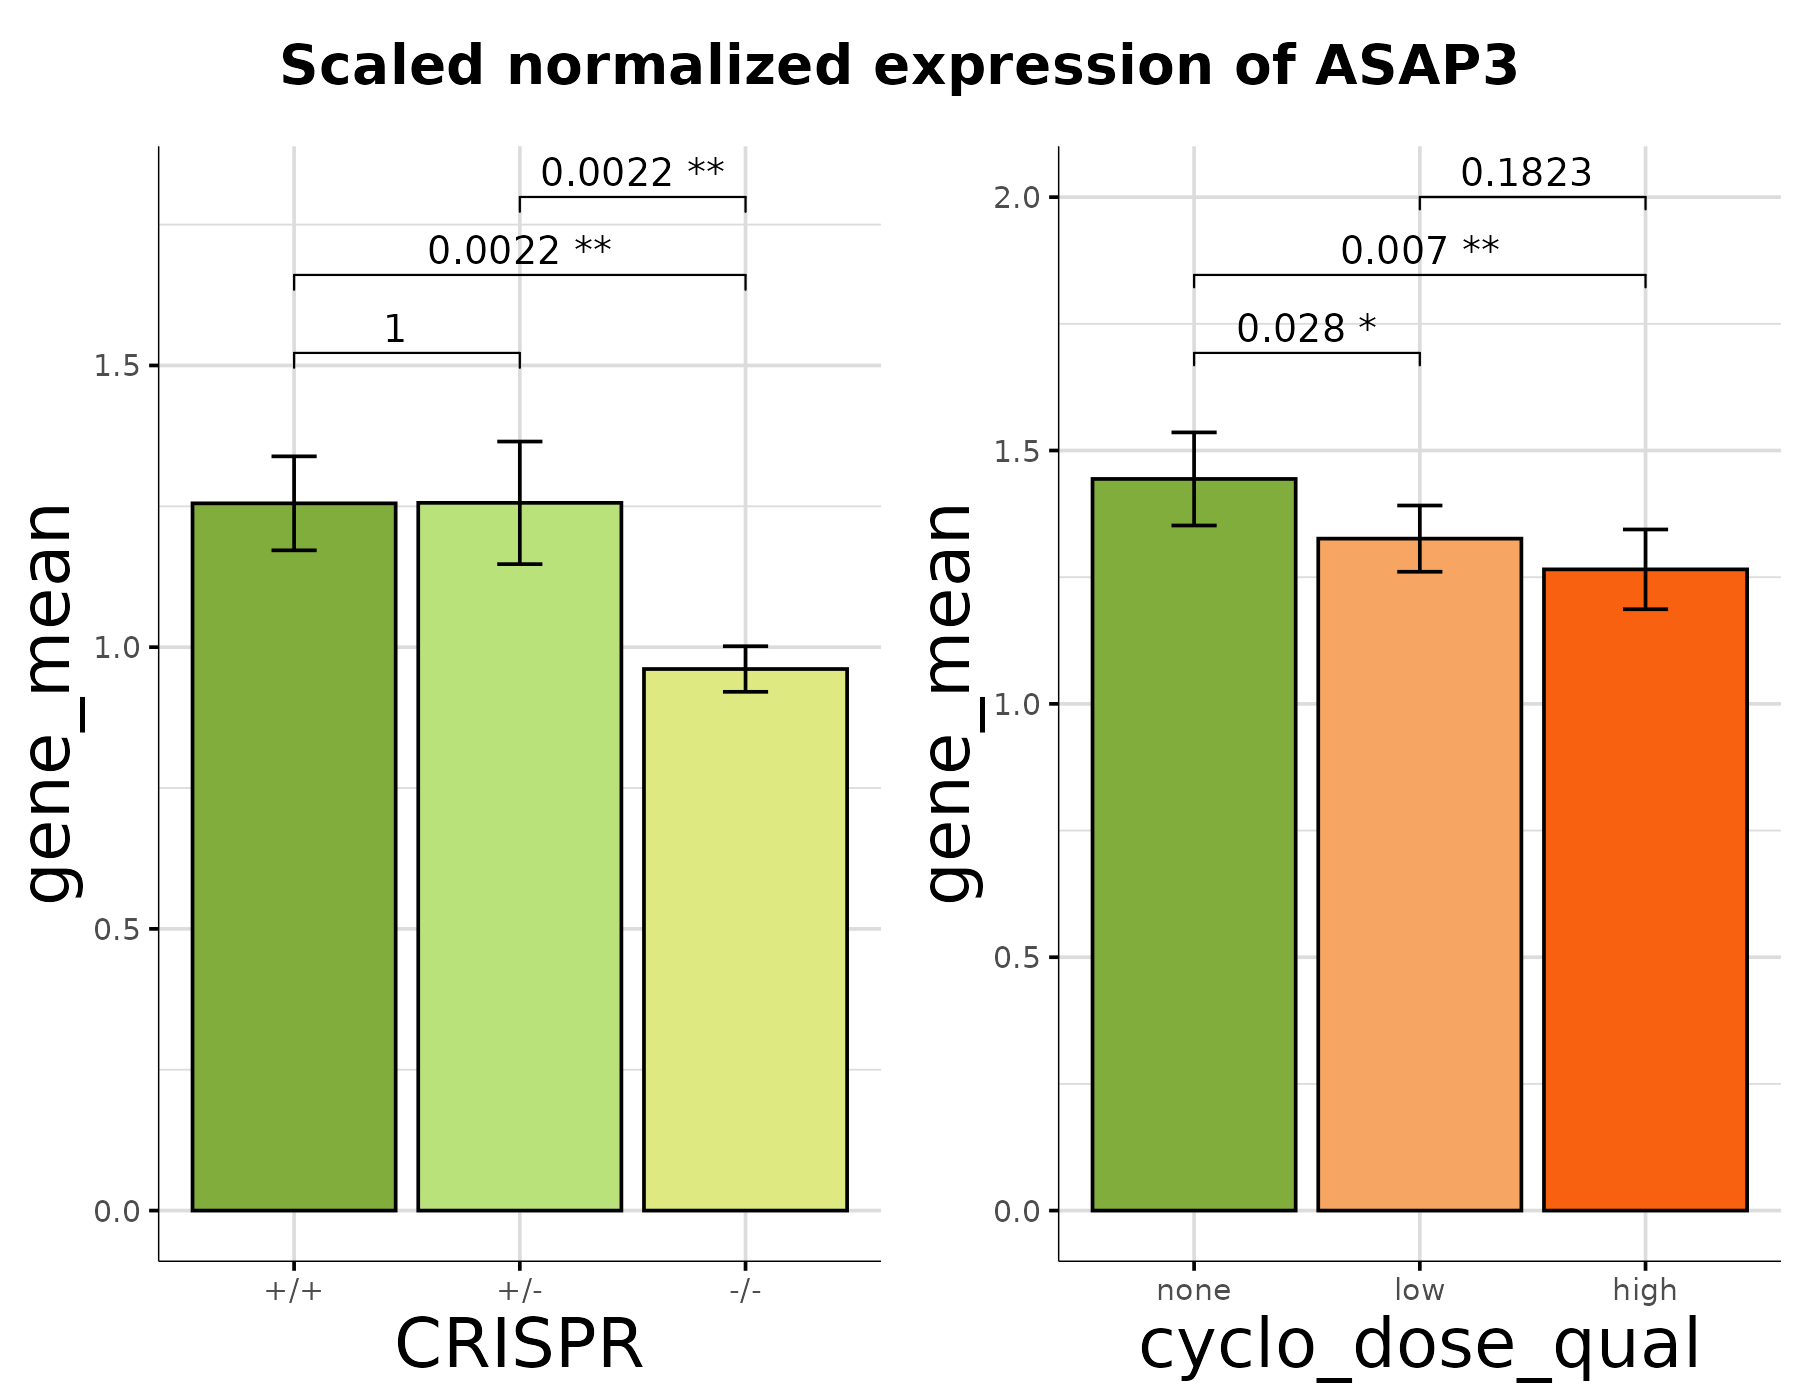 Scaled normalized expression of ASAP3
0.0022 **
0.0022 **
1
1.5
1.0
0.5
0.0
gene_mean
+/+ +/- -/-
CRISPR
0.1823
0.007 **
0.028 *
2.0
1.5
1.0
0.5
0.0
gene_mean
none low high
cyclo_dose_qual